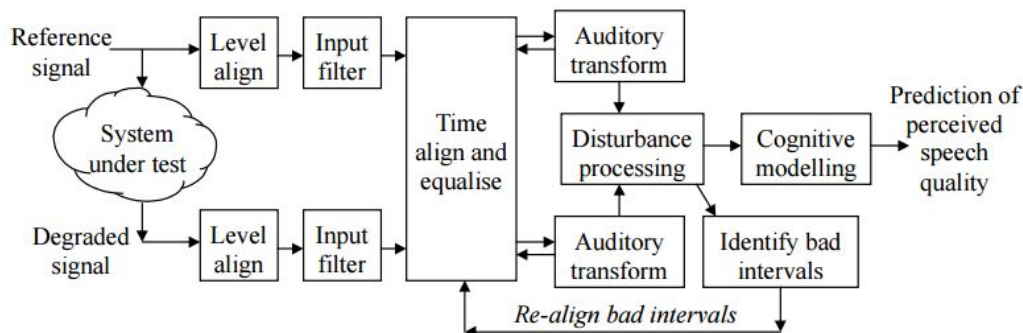 Reference
signal
Level
align
Input
filter
System
under test
Degraded
signal
Level
align
Input
filter
Time
align and
equalise
Auditory
transform
Disturbance
processing
Auditory
transform
Cognitive
modelling
Identify bad
intervals
Prediction of
perceived
speech
quality
Re-align bad intervals